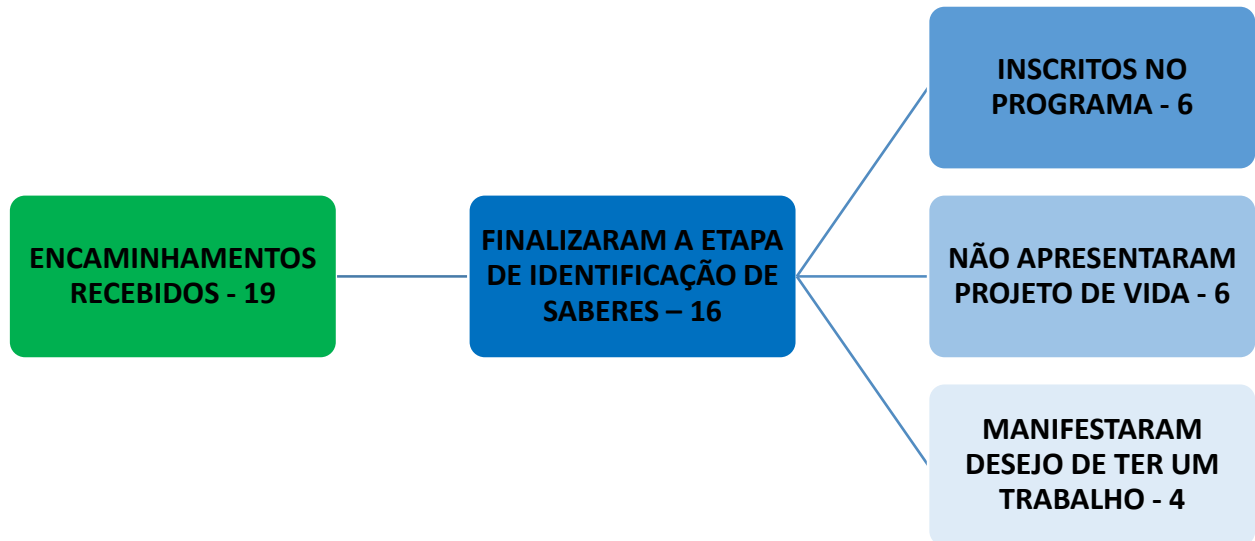 ENCAMINHAMENTOS
RECEBIDOS - 19
FINALIZARAM A ETAPA
DE IDENTIFICAÇÃO DE
SABERES – 16
INSCRITOS NO
PROGRAMA - 6
NÃO APRESENTARAM
PROJETO DE VIDA - 6
MANIFESTARAM
DESEJO DE TER UM
TRABALHO - 4